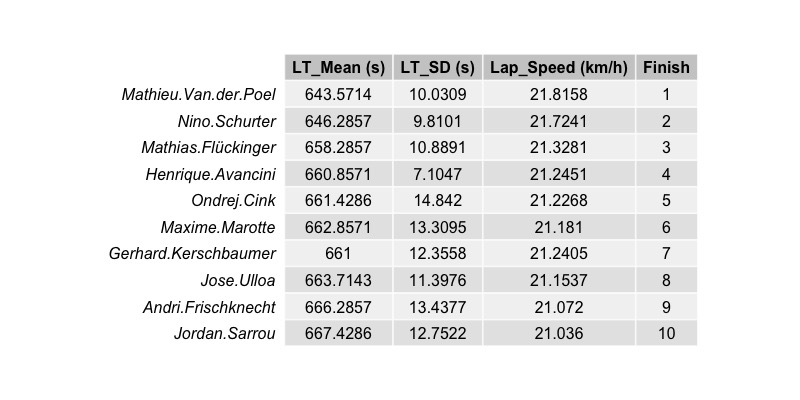 LT_Mean (s) LT_SD (s) Lap_Speed (km/h) Finish
Mathieu.Van.der.Poel 643.5714 10.0309 21.8158 1
Nino.Schurter 646.2857 9.8101 21.7241 2
Mathias.Flückinger 658.2857 10.8891 21.3281 3
Henrique.Avancini 660.8571 7.1047 21.2451 4
Ondrej.Cink 661.4286 14.842 21.2268 5
Maxime.Marotte 662.8571 13.3095 21.181 6
Gerhard.Kerschbaumer 661 12.3558 21.2405 7
Jose.Ulloa 663.7143 11.3976 21.1537 8
Andri.Frischknecht 666.2857 13.4377 21.072 9
Jordan.Sarrou 667.4286 12.7522 21.036 10